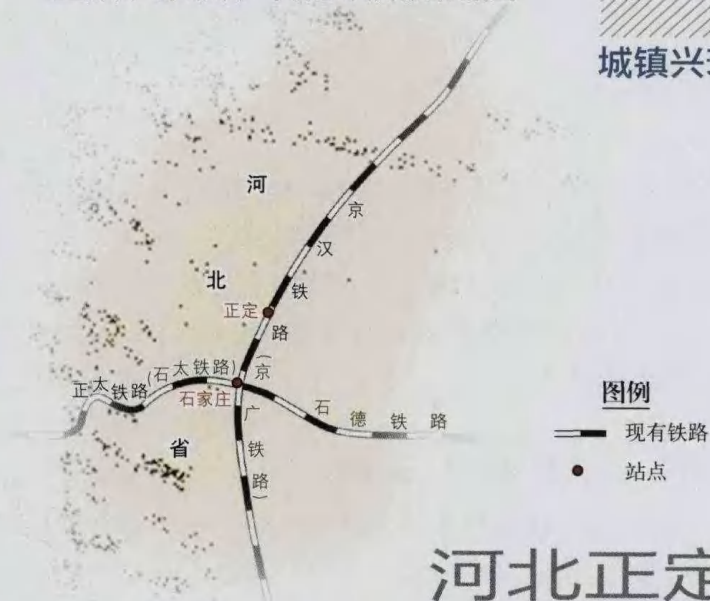 城镇兴
河
北
省
京汉铁路(京广铁路)
正定
正太铁路(石太铁路)
石家庄
石德铁路
图例
现有铁路
站点
河北正定